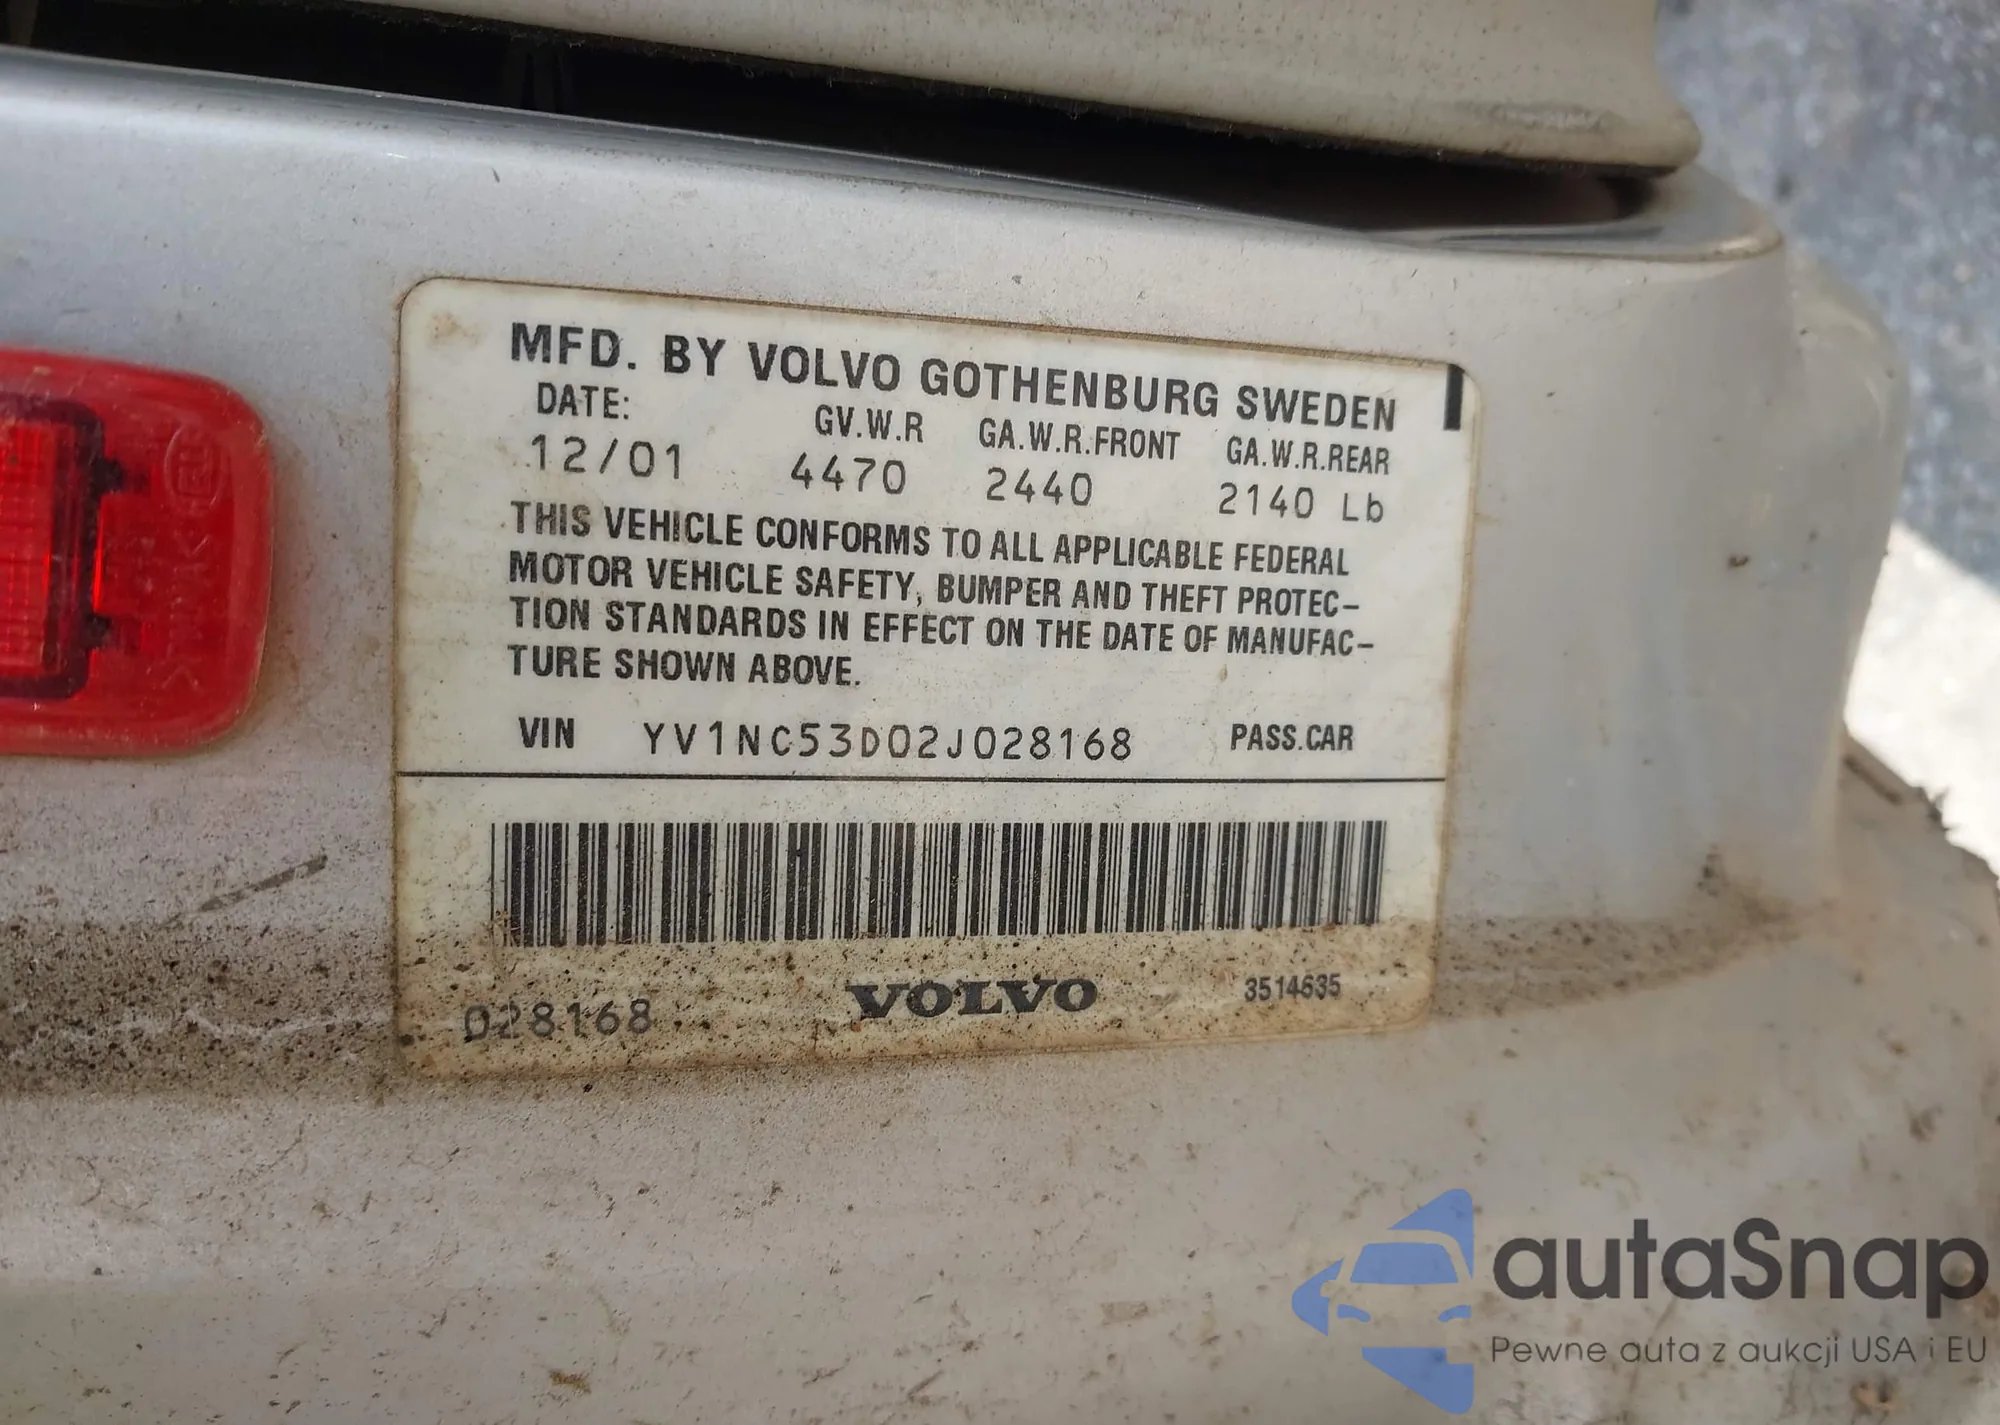 MFD. BY VOLVO GOTHENBURG SWEDEN
DATE: GV.W.R GA.W.R.FRONT GA.W.R.REAR
12/01 4470 2440 2140 Lb
THIS VEHICLE CONFORMS TO ALL APPLICABLE FEDERAL
MOTOR VEHICLE SAFETY, BUMPER AND THEFT PROTEC-
TION STANDARDS IN EFFECT ON THE DATE OF MANUFAC-
TURE SHOWN ABOVE.
VIN YV1NC53D02J028168 PASS.CAR
028168 VOLVO 3514635
autaSnap
Pewne auta z aukcji USA i EU